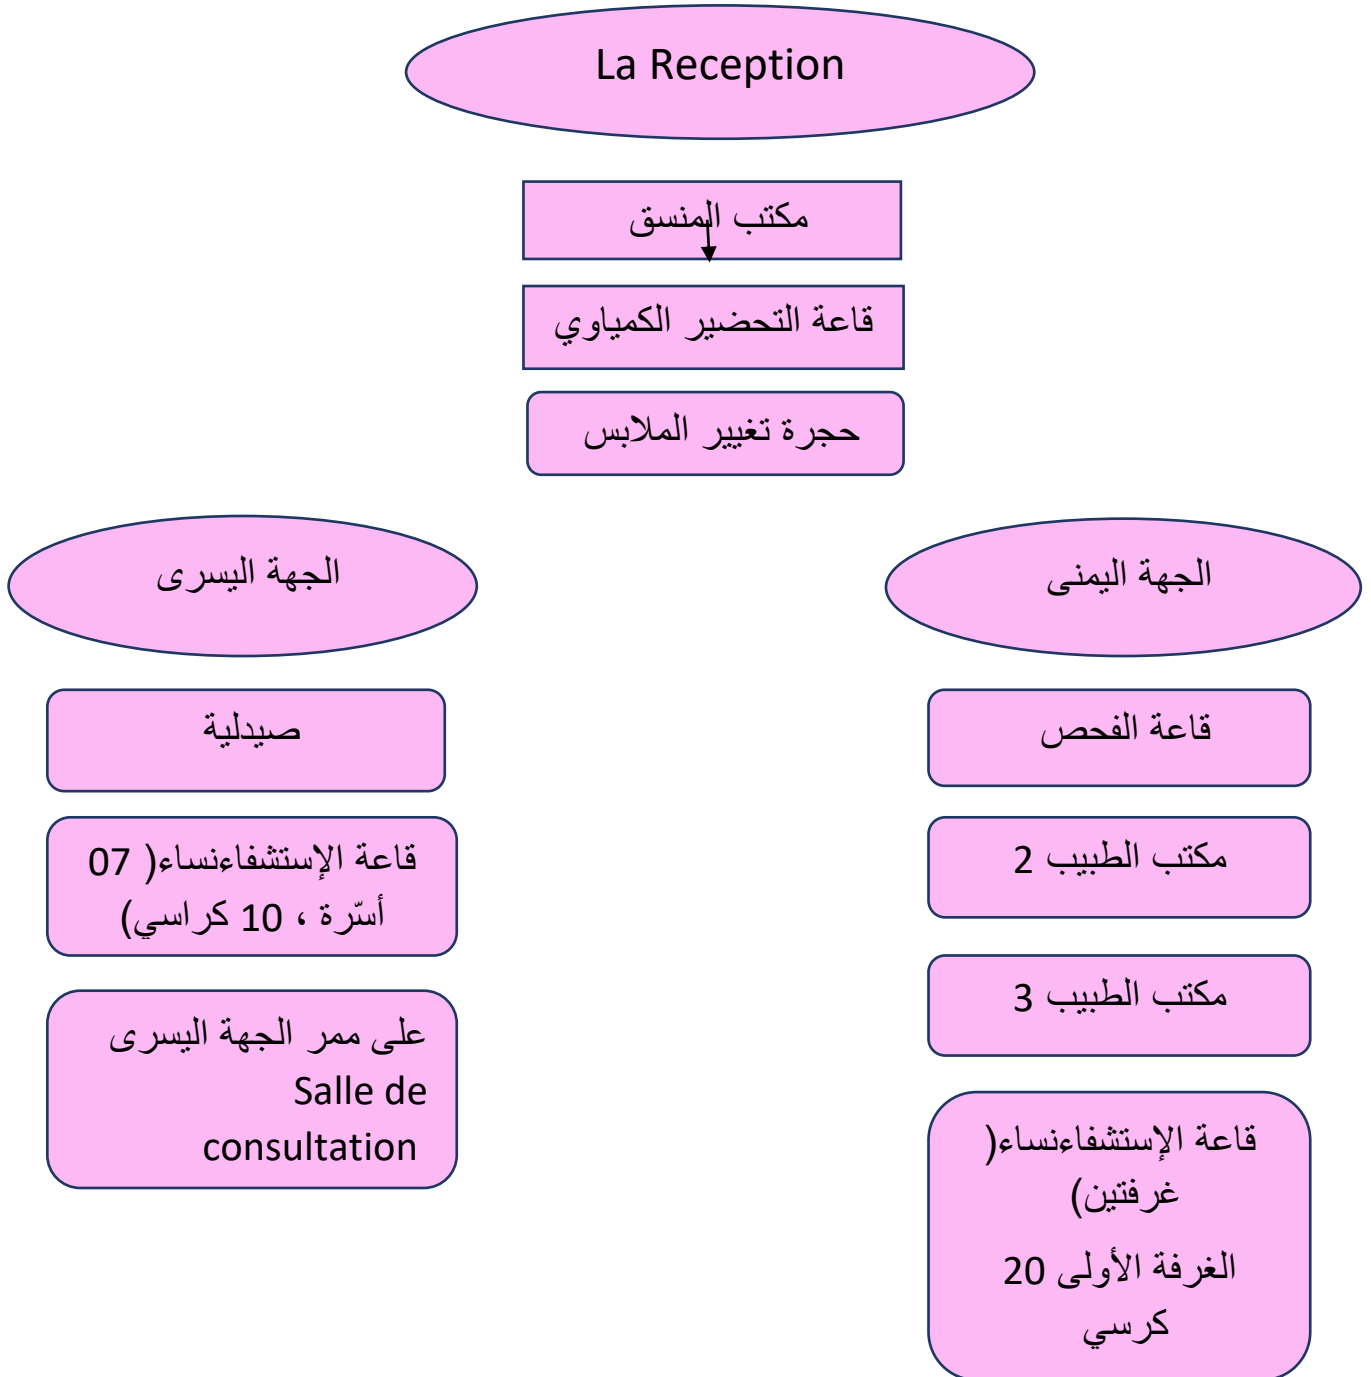 La Reception
مكتب المنسق
قاعة التحضير الكمياوي
حجرة تغيير الملابس
الجهة اليمنى
الجهة اليسرى
قاعة الفحص
مكتب الطبيب 2
مكتب الطبيب 3
قاعة الإستشفاءنساء(
غرفتين)
الغرفة الأولى 20
كرسي
صيدلية
قاعة الإستشفاءنساء( 07
أسّرة ، 10 كراسي)
على ممر الجهة اليسرى
Salle de
consultation